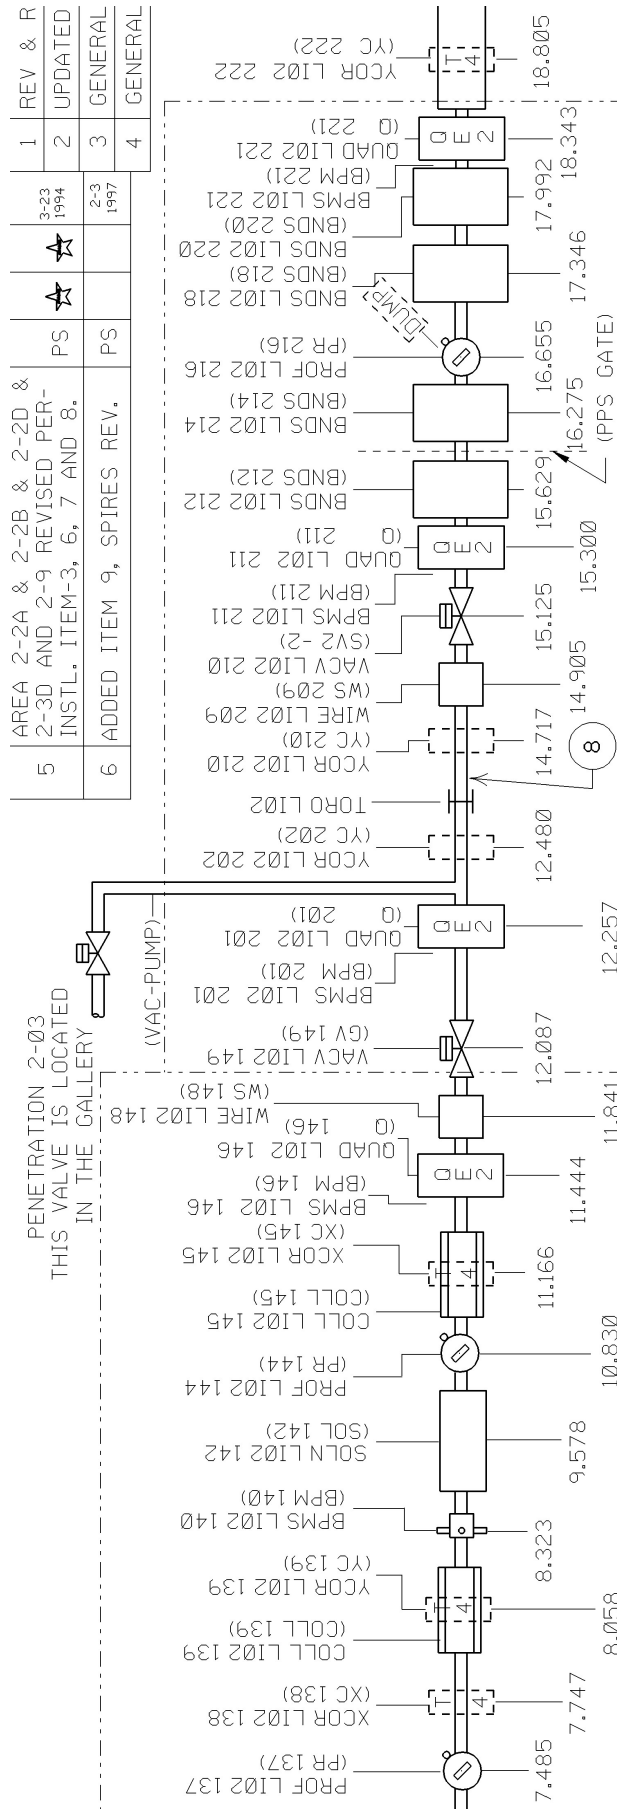 1 REV & R
2 UPDATED
3 GENERAL
4 GENERAL
5 AREA 2-2A & 2-2B & 2-2D &
2-3D AND 2-9 REVISED PER-
INSTL. ITEM-3, 6, 7 AND 8.
PS
3-23
1994
6 ADDED ITEM 9, SPIRES REV.
PS
2-3
1997
PENETRATION 2-03
THIS VALVE IS LOCATED
IN THE GALLERY
(VAC-PUMP)
YCOR LI02 222
(YC 222)
T
4
18.805
QUAD LI02 221
(Q 221)
QE2
18.343
BPMS LI02 221
(BPM 221)
BNDS LI02 220
(BNDS 220)
17.992
BNDS LI02 218
(BNDS 218)
17.346
DUMP
PROF LI02 216
(PR 216)
16.655
BNDS LI02 214
(BNDS 214)
16.275
(PPS GATE)
BNDS LI02 212
(BNDS 212)
15.629
QUAD LI02 211
(Q 211)
QE2
15.300
BPMS LI02 211
(BPM 211)
VACV LI02 210
(SV2 -2)
15.125
WIRE LI02 209
(WS 209)
14.905
YCOR LI02 210
(YC 210)
14.717
8
TORO LI02
YCOR LI02 202
(YC 202)
12.480
QUAD LI02 201
(Q 201)
QE2
12.257
BPMS LI02 201
(BPM 201)
VACV LI02 149
(GV 149)
12.087
WIRE LI02 148
(WS 148)
11.841
QUAD LI02 146
(Q 146)
QE2
11.444
BPMS LI02 146
(BPM 146)
XCOR LI02 145
(XC 145)
T
4
11.166
COLL LI02 145
(COLL 145)
PROF LI02 144
(PR 144)
10.830
SOLN LI02 142
(SOL 142)
9.578
BPMS LI02 140
(BPM 140)
8.323
YCOR LI02 139
(YC 139)
T
4
8.058
COLL LI02 139
(COLL 139)
XCOR LI02 138
(XC 138)
T
4
7.747
PROF LI02 137
(PR 137)
7.485